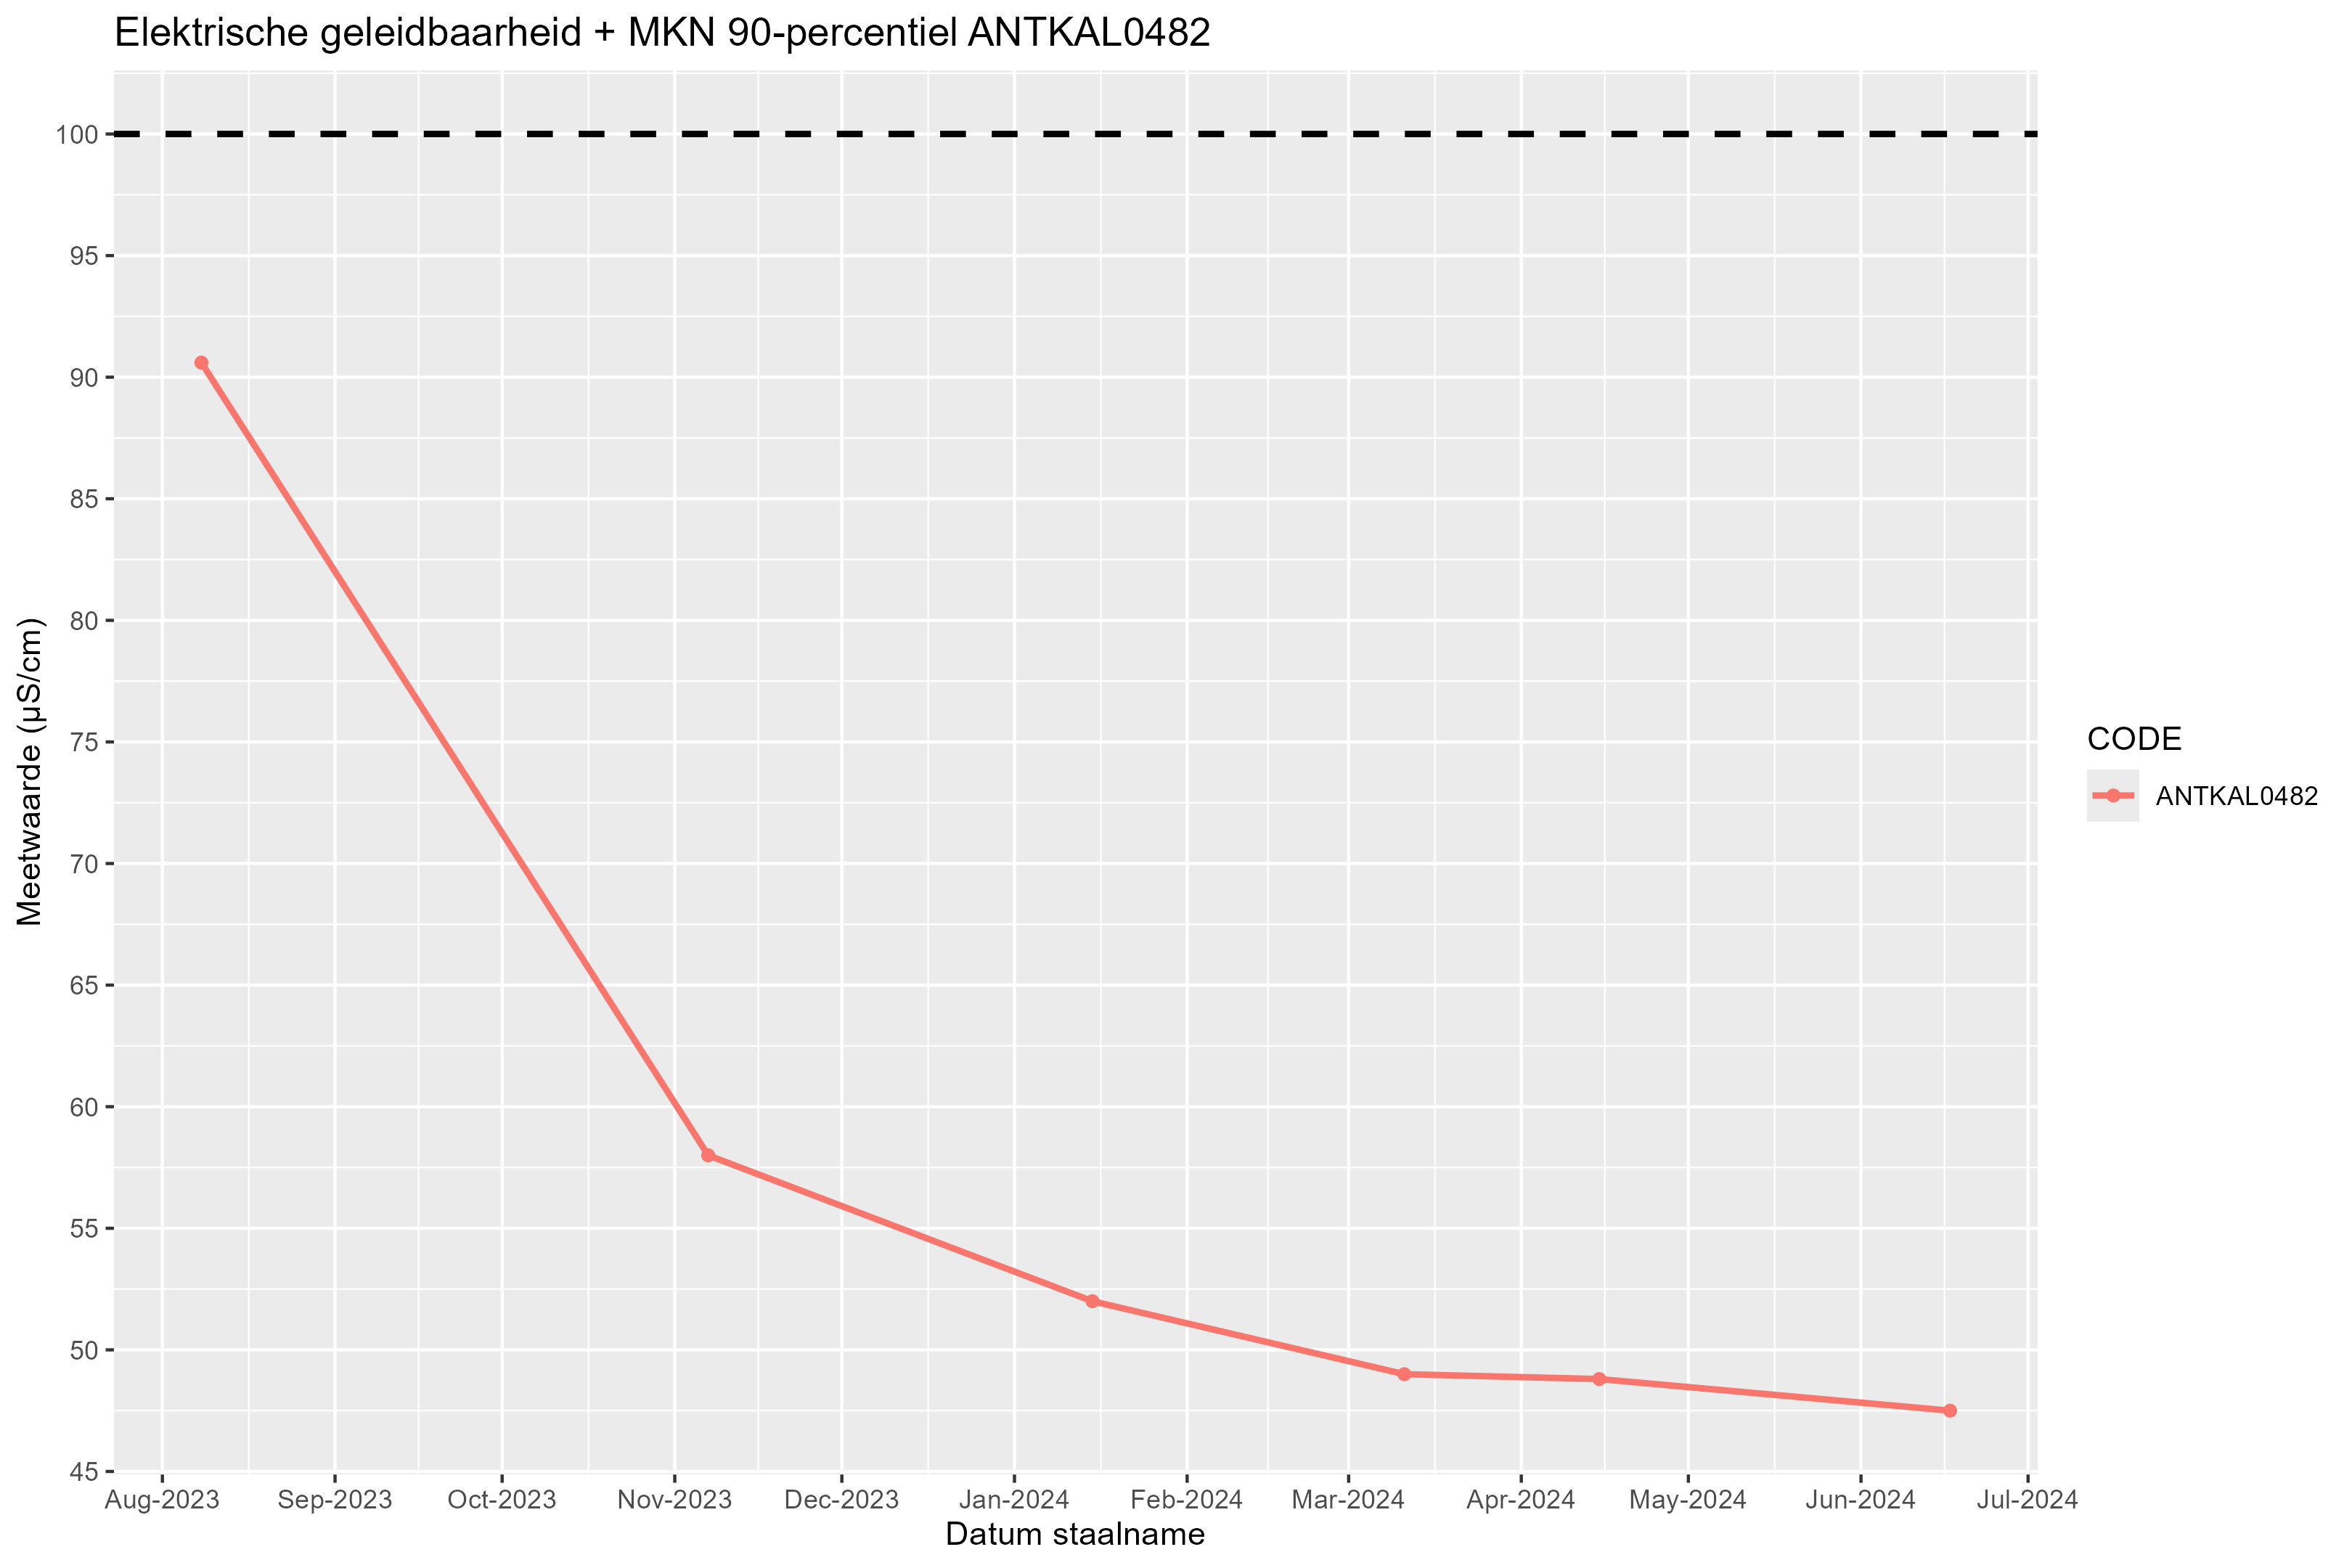 Elektrische geleidbaarheid + MKN 90-percentiel ANTKAL0482
Meetwaarde (µS/cm)
100
95
90
85
80
75
70
65
60
55
50
45
Aug-2023 Sep-2023 Oct-2023 Nov-2023 Dec-2023 Jan-2024 Feb-2024 Mar-2024 Apr-2024 May-2024 Jun-2024 Jul-2024
Datum staalname
CODE
ANTKAL0482